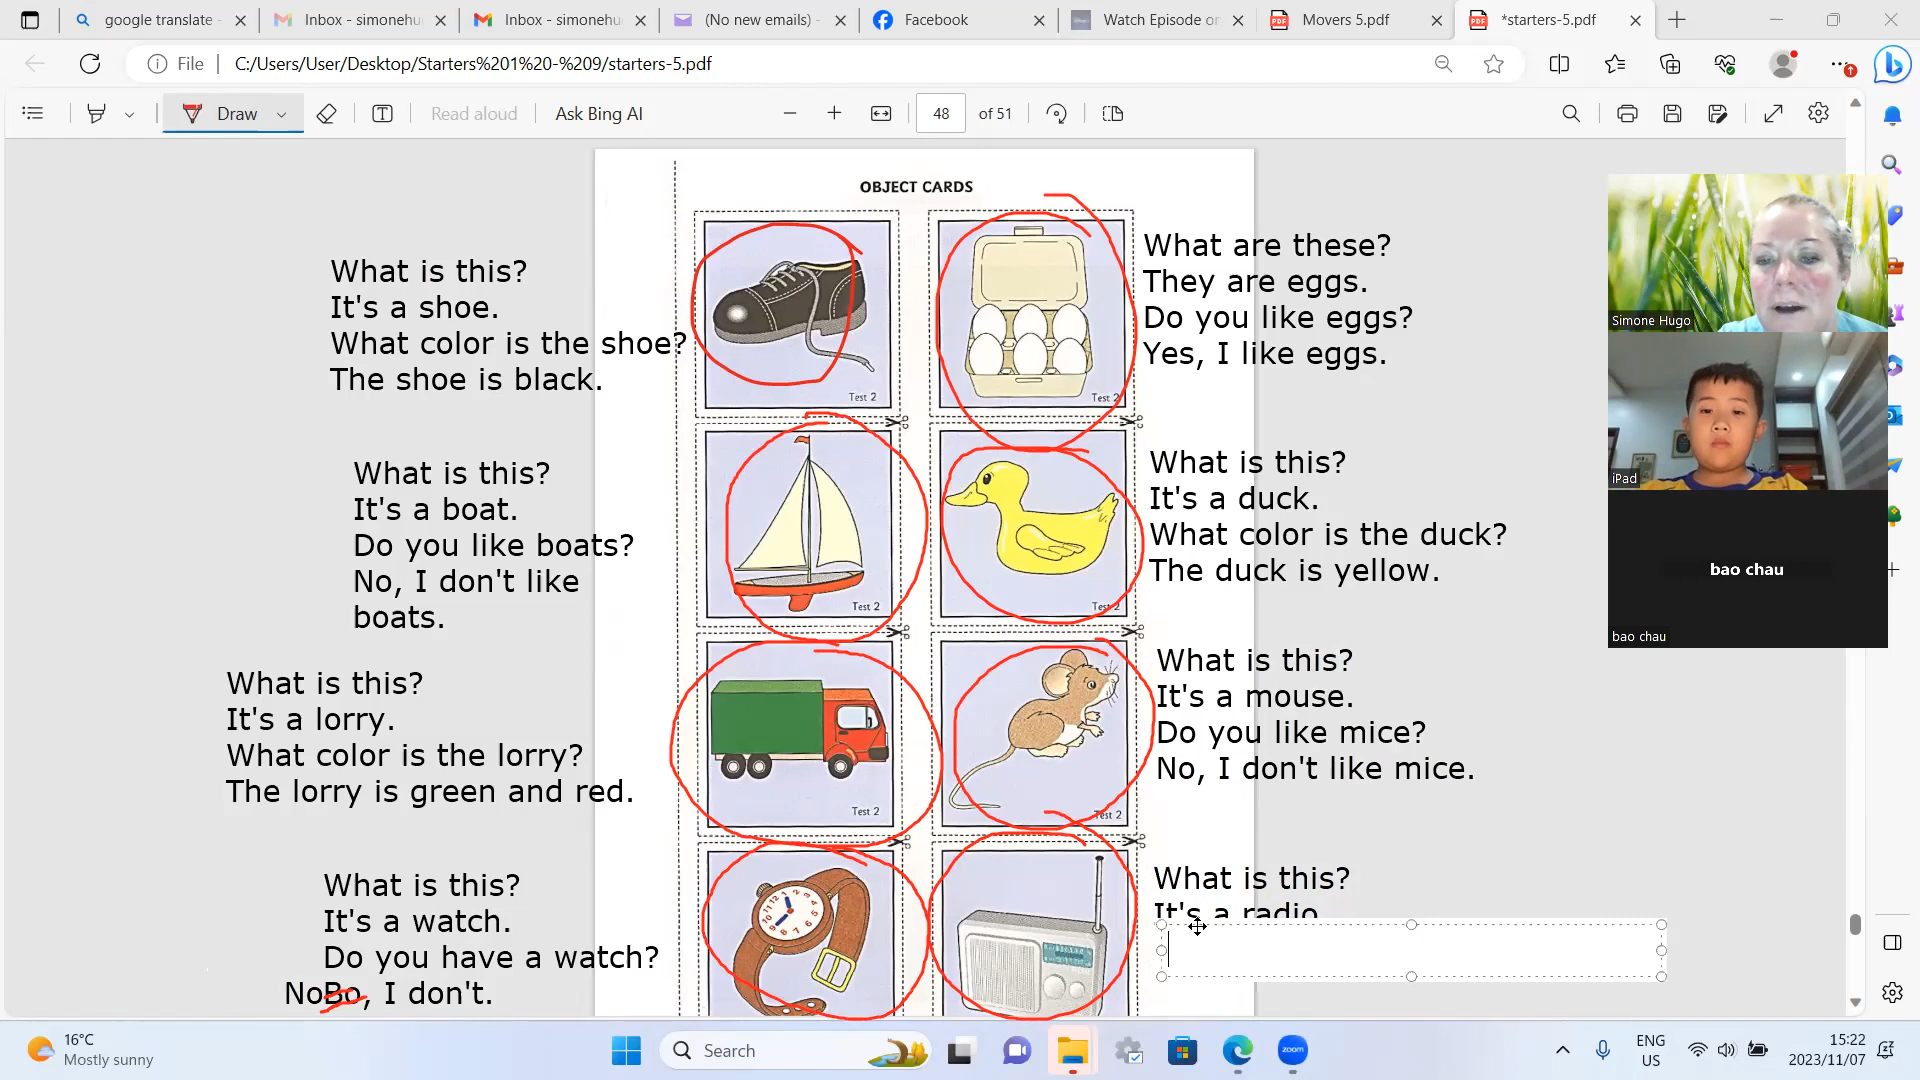 google translate -
Inbox - simonehu
Inbox - simonehu
(No new emails) -
Facebook
Watch Episode or
Movers 5.pdf
*starters-5.pdf
File
C:/Users/User/Desktop/Starters%201%20-%209/starters-5.pdf
Draw
Read aloud
Ask Bing AI
48
of 51
OBJECT CARDS
What is this?
It's a shoe.
What color is the shoe?
The shoe is black.
Test 2
Test 2
What are these?
They are eggs.
Do you like eggs?
Yes, I like eggs.
What is this?
It's a boat.
Do you like boats?
No, I don't like
boats.
Test 2
Test 2
What is this?
It's a duck.
What color is the duck?
The duck is yellow.
What is this?
It's a lorry.
What color is the lorry?
The lorry is green and red.
Test 2
Test 2
What is this?
It's a mouse.
Do you like mice?
No, I don't like mice.
What is this?
It's a watch.
Do you have a watch?
NoBo, I don't.
What is this?
It's a radio
Simone Hugo
iPad
bao chau
bao chau
16°C
Mostly sunny
Search
zoom
ENG
US
15:22
2023/11/07